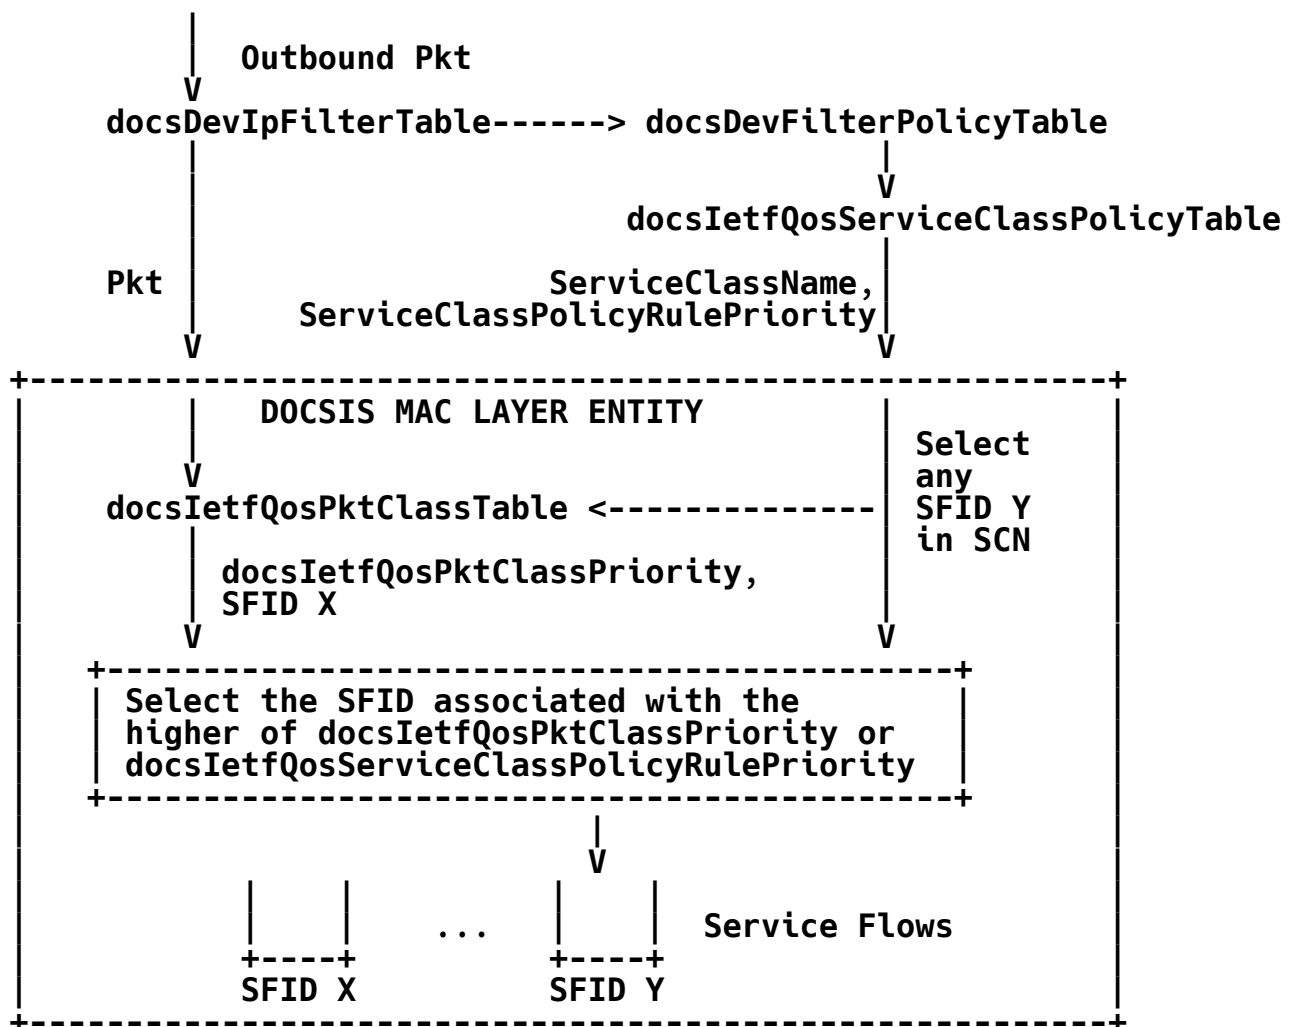 Outbound Pkt
V
docsDevIpFilterTable------> docsDevFilterPolicyTable
V
docsIetfQosServiceClassPolicyTable
Pkt ServiceClassName,
ServiceClassPolicyRulePriority
V V
+---------------------------------------------------------+
DOCSIS MAC LAYER ENTITY
Select
V any
docsIetfQosPktClassTable <-------------- SFID Y
in SCN
docsIetfQosPktClassPriority,
SFID X
V V
+--------------------------------------------+
Select the SFID associated with the
higher of docsIetfQosPktClassPriority or
docsIetfQosServiceClassPolicyRulePriority
+--------------------------------------------+
V
... Service Flows
+----+ +----+
SFID X SFID Y
+---------------------------------------------------------+